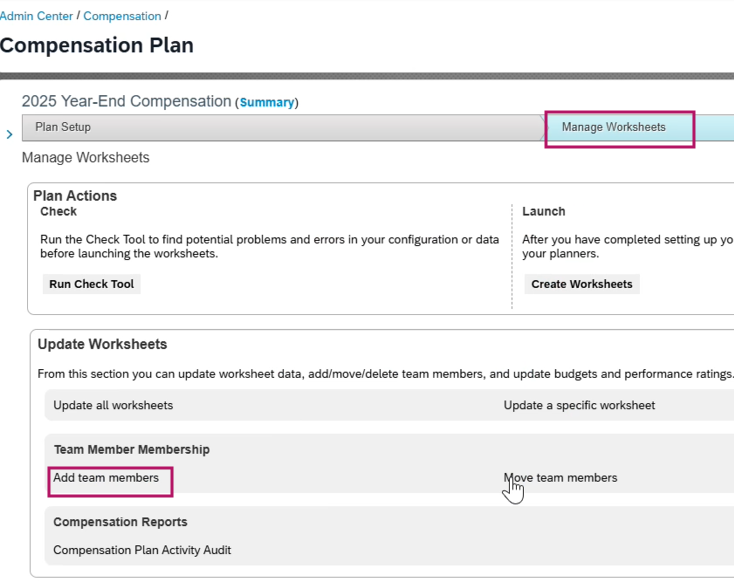 Admin Center / Compensation /
Compensation Plan
2025 Year-End Compensation (Summary)
Plan Setup
Manage Worksheets
Manage Worksheets
Plan Actions
Check
Run the Check Tool to find potential problems and errors in your configuration or data
before launching the worksheets.
Run Check Tool
Launch
After you have completed setting up yo
your planners.
Create Worksheets
Update Worksheets
From this section you can update worksheet data, add/move/delete team members, and update budgets and performance ratings.
Update all worksheets
Update a specific worksheet
Team Member Membership
Add team members
Move team members
Compensation Reports
Compensation Plan Activity Audit